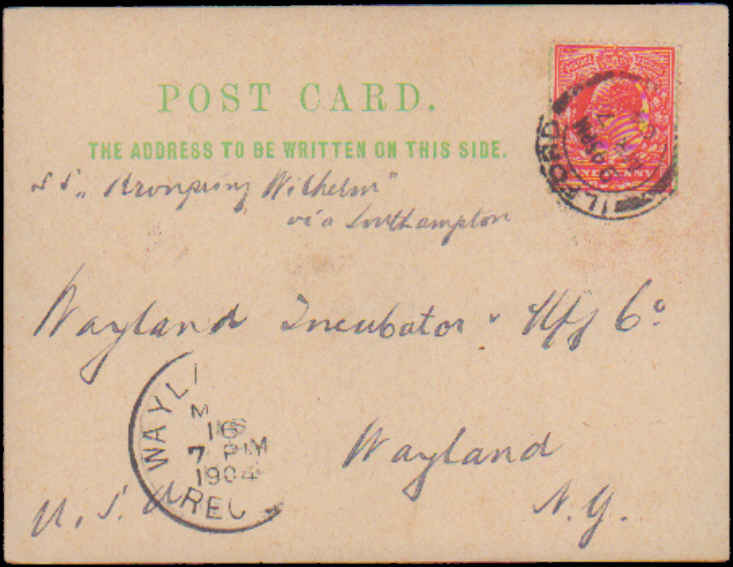 POST CARD.
THE ADDRESS TO BE WRITTEN ON THIS SIDE.
ILFORD
S S „ Kronprinz Wilhelm"
via Southampton
Wayland Incubator & Mfg Co
Wayland
N.Y.
U.S.A
WAYL
16
7 PM
1904
REC